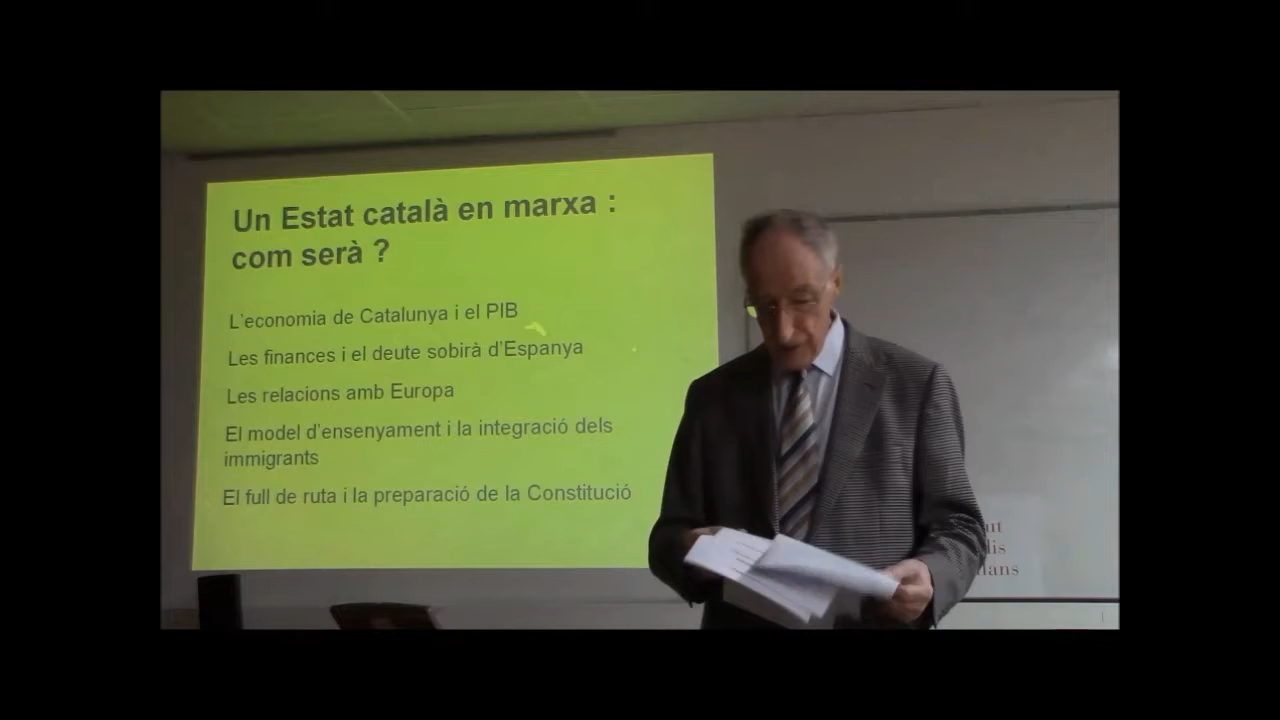 Un Estat català en marxa :
com serà ?
L'economia de Catalunya i el PIB
Les finances i el deute sobirà d'Espanya
Les relacions amb Europa
El model d'ensenyament i la integració dels
immigrants
El full de ruta i la preparació de la Constitució